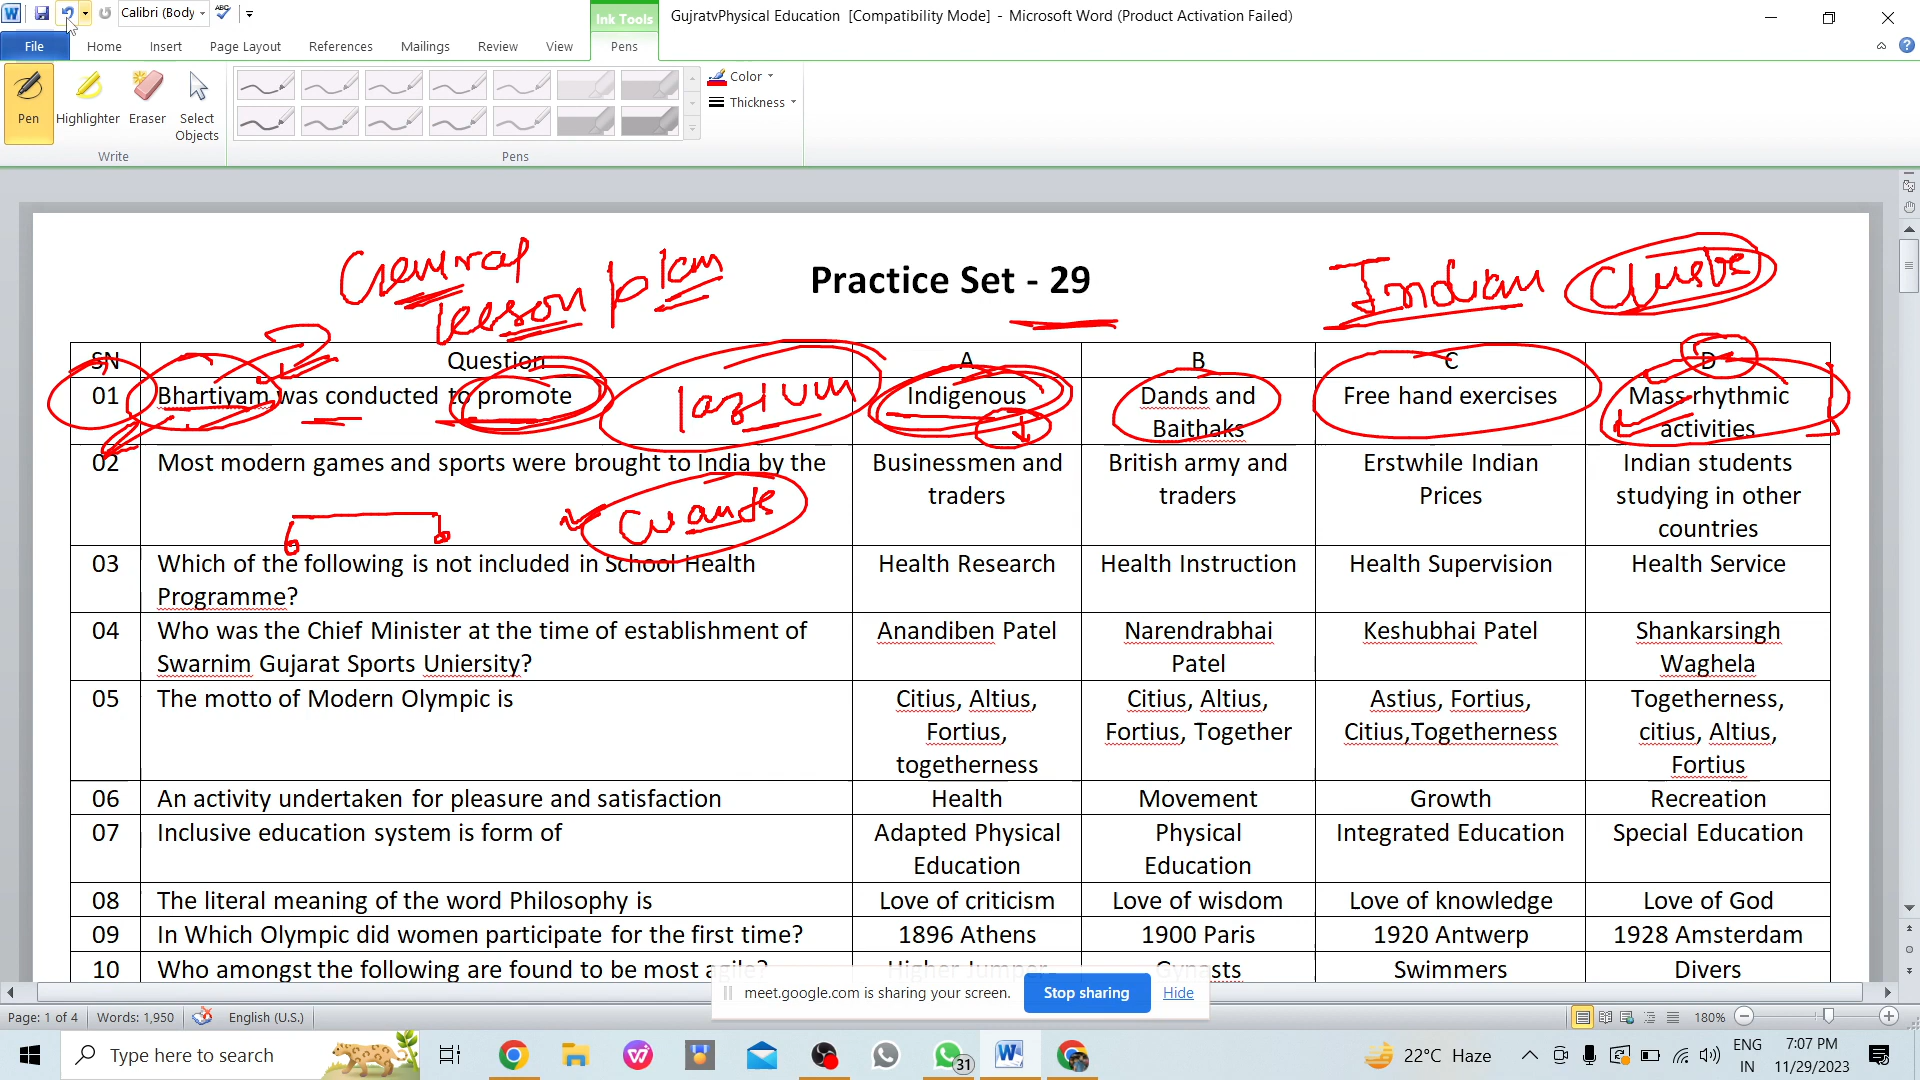 Calibri (Body
GujratvPhysical Education [Compatibility Mode] - Microsoft Word (Product Activation Failed)
Ink Tools
File Home Insert Page Layout References Mailings Review View Pens
Pen Highlighter Eraser Select Objects
Color
Thickness
Write
Pens
General
leeson plan
Practice Set - 29
Indian Clusbe
SN Question A B C D
01 Bhartiyam was conducted to promote Indigenous Dands and Baithaks Free hand exercises Mass rhythmic activities
lazium
02 Most modern games and sports were brought to India by the Businessmen and traders British army and traders Erstwhile Indian Prices Indian students studying in other countries
03 Which of the following is not included in School Health Programme? Health Research Health Instruction Health Supervision Health Service
04 Who was the Chief Minister at the time of establishment of Swarnim Gujarat Sports Uniersity? Anandiben Patel Narendrabhai Patel Keshubhai Patel Shankarsingh Waghela
05 The motto of Modern Olympic is Citius, Altius, Fortius, togetherness Citius, Altius, Fortius, Together Astius, Fortius, Citius,Togetherness Togetherness, citius, Altius, Fortius
06 An activity undertaken for pleasure and satisfaction Health Movement Growth Recreation
07 Inclusive education system is form of Adapted Physical Education Physical Education Integrated Education Special Education
08 The literal meaning of the word Philosophy is Love of criticism Love of wisdom Love of knowledge Love of God
09 In Which Olympic did women participate for the first time? 1896 Athens 1900 Paris 1920 Antwerp 1928 Amsterdam
10 Who amongst the following are found to be most agile? Higher Jumper Gynasts Swimmers Divers
meet.google.com is sharing your screen. Stop sharing Hide
Page: 1 of 4 Words: 1,950 English (U.S.) 180%
Type here to search
31
22°C Haze
ENG
IN
7:07 PM
11/29/2023